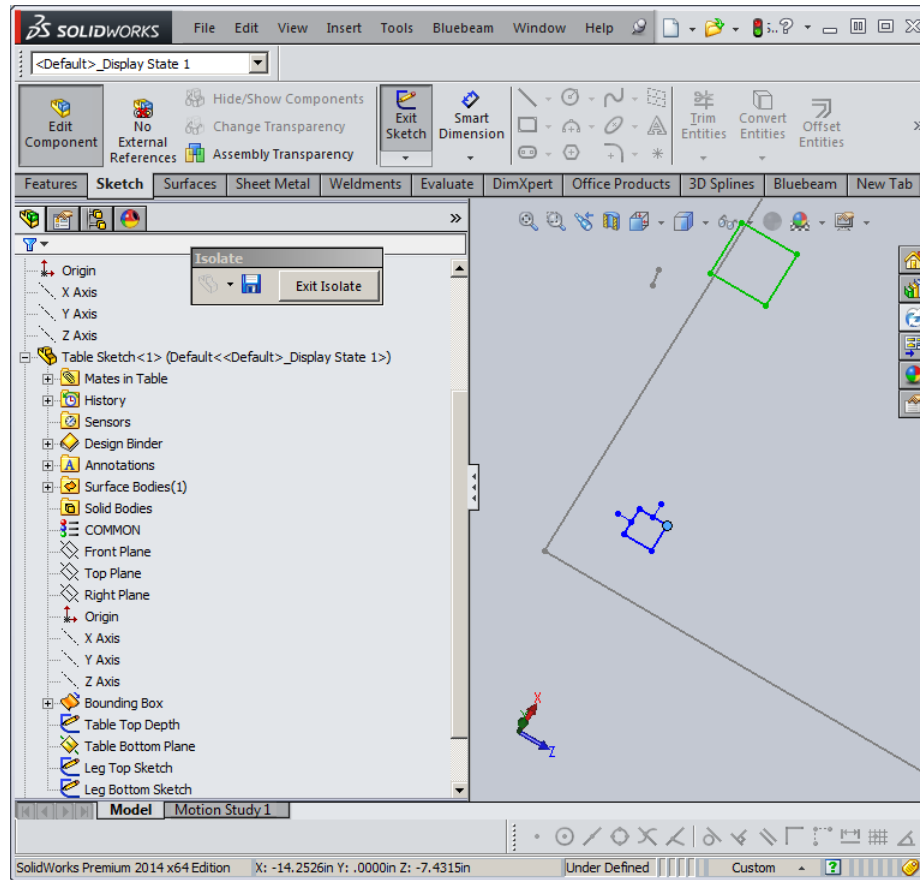 SOLIDWORKS File Edit View Insert Tools Bluebeam Window Help
<Default>_Display State 1
Edit Component
No External References
Hide/Show Components
Change Transparency
Assembly Transparency
Exit Sketch
Smart Dimension
Trim Entities
Convert Entities
Offset Entities
Features Sketch Surfaces Sheet Metal Weldments Evaluate DimXpert Office Products 3D Splines Bluebeam New Tab
Isolate
Exit Isolate
Origin
X Axis
Y Axis
Z Axis
Table Sketch<1> (Default<<Default>_Display State 1>)
Mates in Table
History
Sensors
Design Binder
Annotations
Surface Bodies(1)
Solid Bodies
COMMON
Front Plane
Top Plane
Right Plane
Origin
X Axis
Y Axis
Z Axis
Bounding Box
Table Top Depth
Table Bottom Plane
Leg Top Sketch
Leg Bottom Sketch
X
Z
Model Motion Study 1
SolidWorks Premium 2014 x64 Edition X: -14.2526in Y: .0000in Z: -7.4315in Under Defined Custom